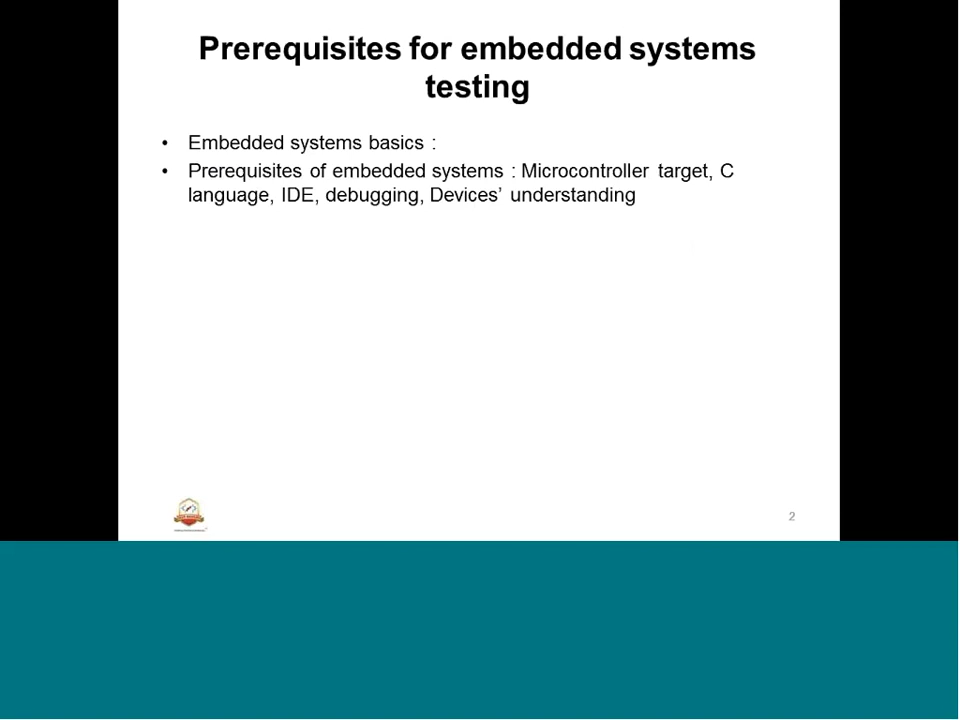 Prerequisites for embedded systems
testing
• Embedded systems basics :
• Prerequisites of embedded systems : Microcontroller target, C
language, IDE, debugging, Devices’ understanding
2